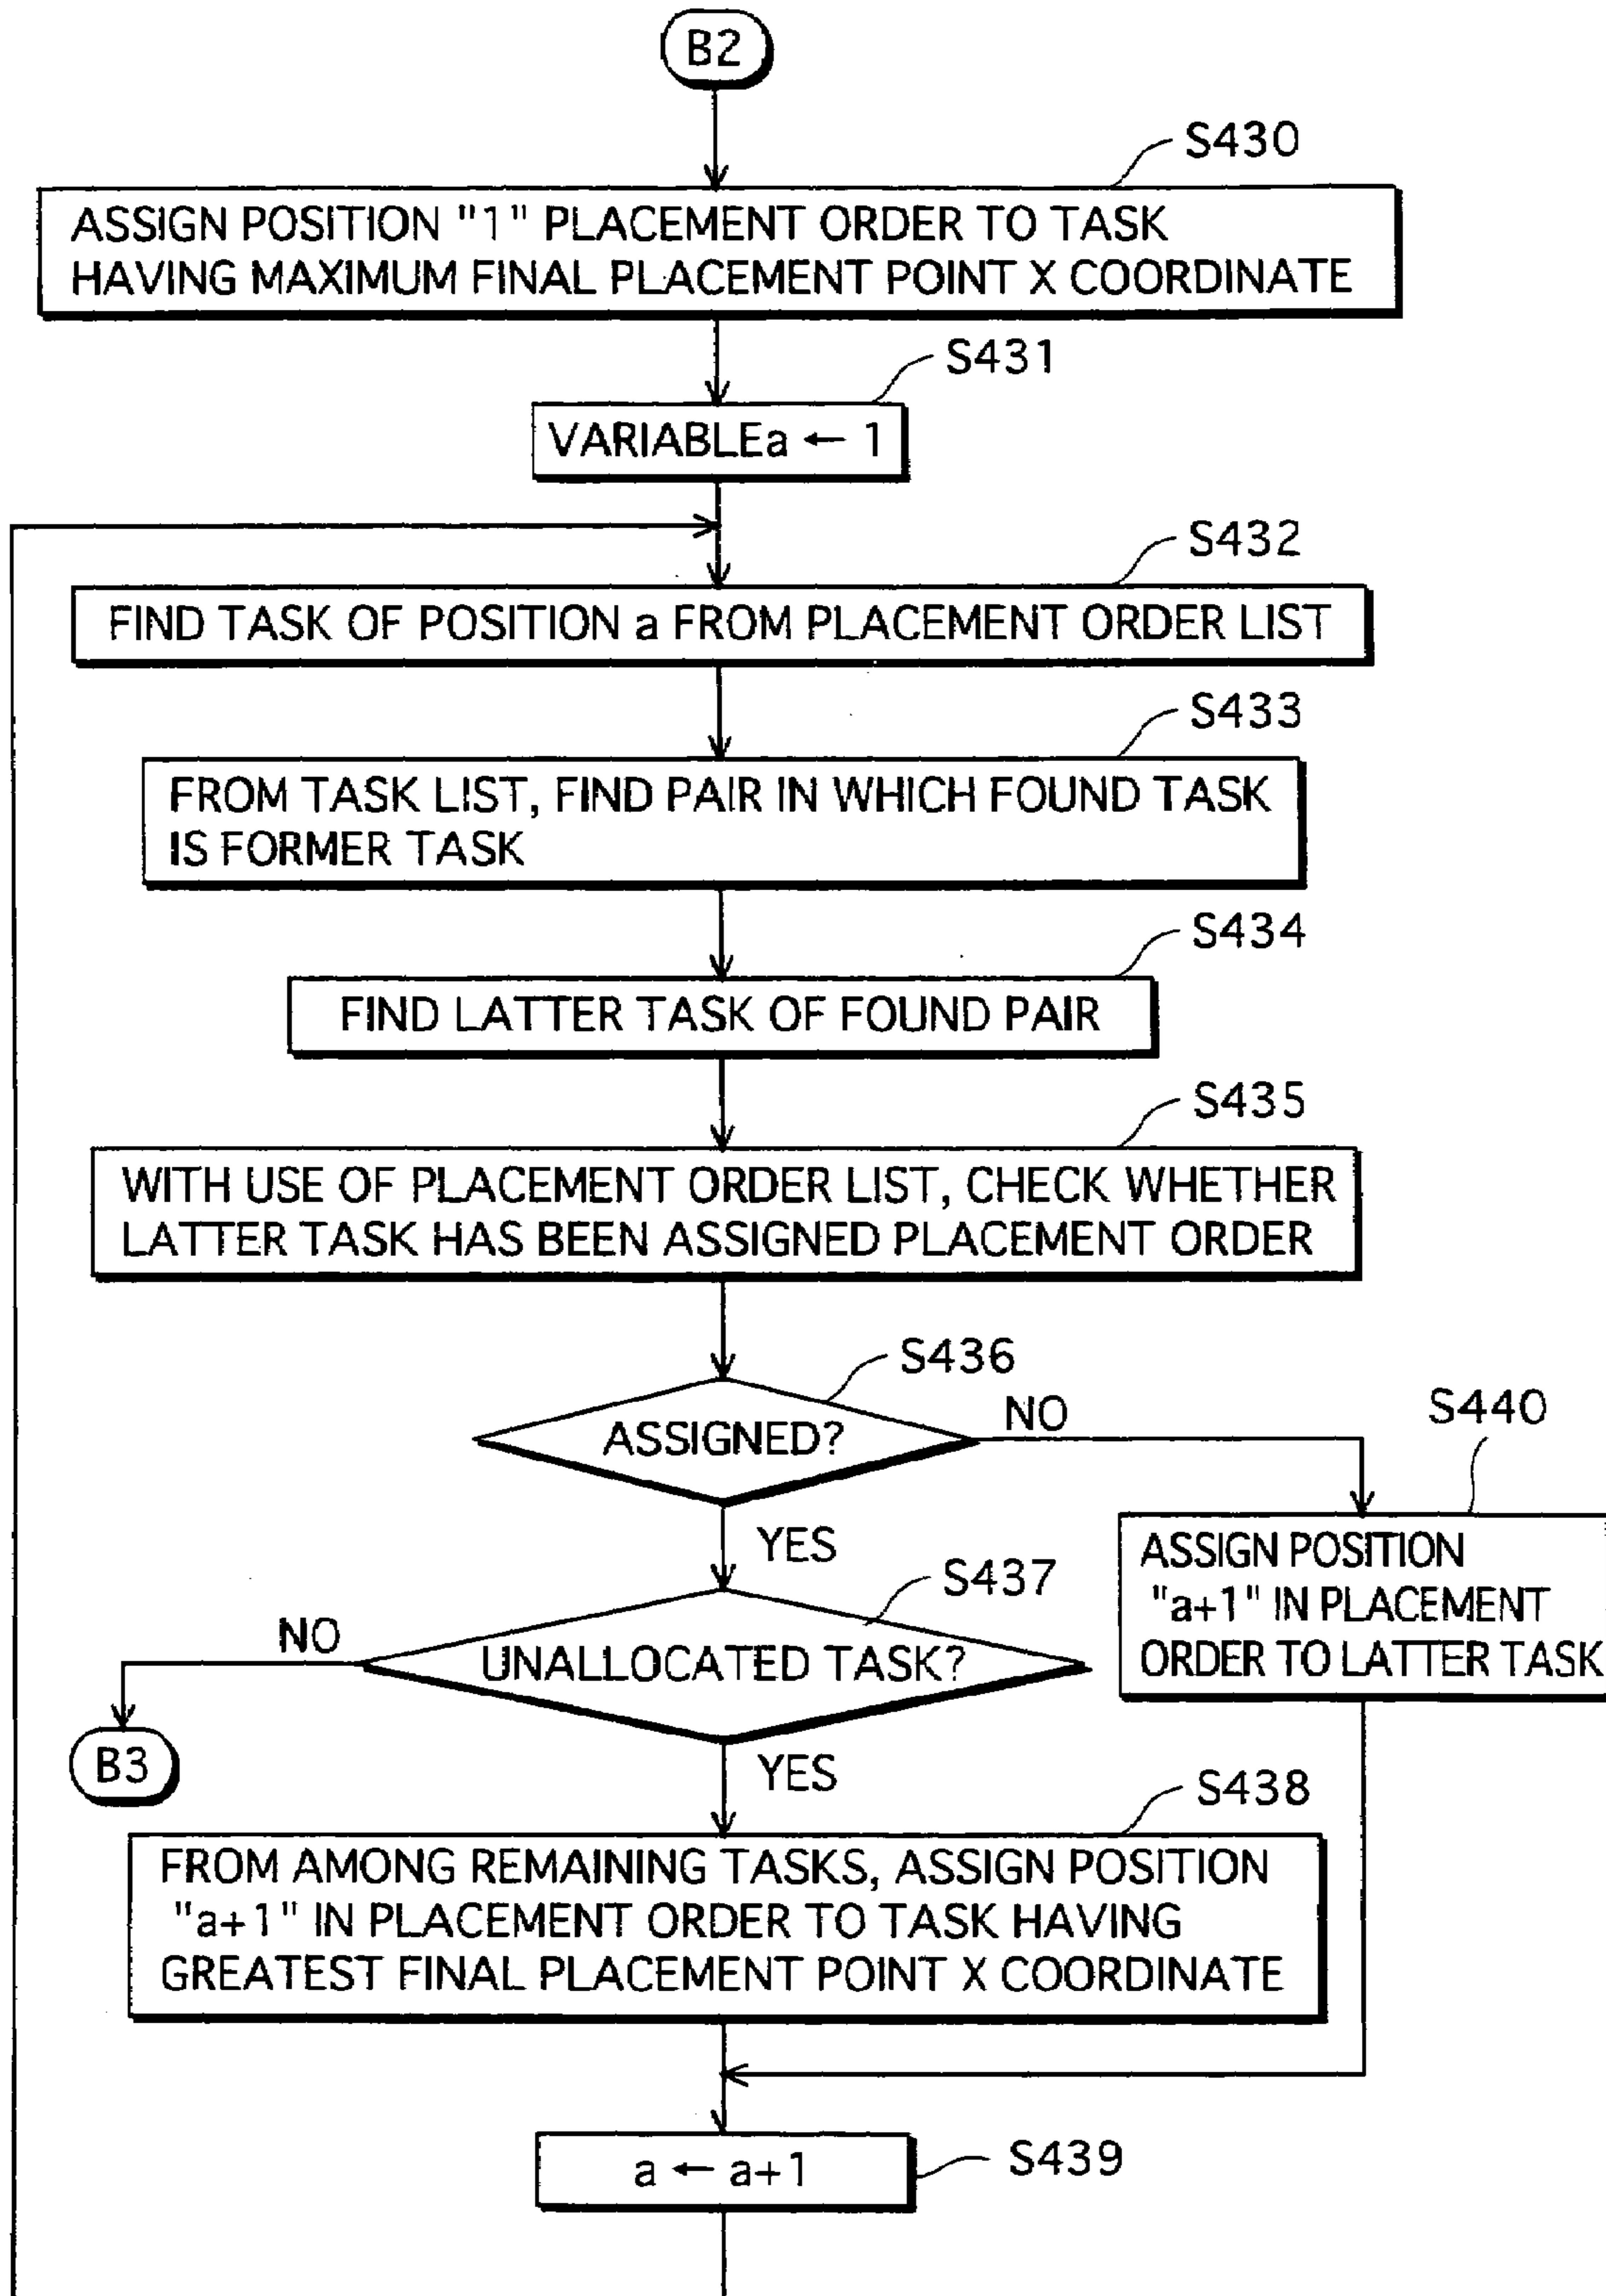 B2
S430
ASSIGN POSITION "1" PLACEMENT ORDER TO TASK
HAVING MAXIMUM FINAL PLACEMENT POINT X COORDINATE
S431
VARIABLEa ← 1
S432
FIND TASK OF POSITION a FROM PLACEMENT ORDER LIST
S433
FROM TASK LIST, FIND PAIR IN WHICH FOUND TASK
IS FORMER TASK
S434
FIND LATTER TASK OF FOUND PAIR
S435
WITH USE OF PLACEMENT ORDER LIST, CHECK WHETHER
LATTER TASK HAS BEEN ASSIGNED PLACEMENT ORDER
S436
ASSIGNED?
NO
S440
ASSIGN POSITION
"a+1" IN PLACEMENT
ORDER TO LATTER TASK
YES
S437
UNALLOCATED TASK?
NO
B3
YES
S438
FROM AMONG REMAINING TASKS, ASSIGN POSITION
"a+1" IN PLACEMENT ORDER TO TASK HAVING
GREATEST FINAL PLACEMENT POINT X COORDINATE
a ← a+1
S439